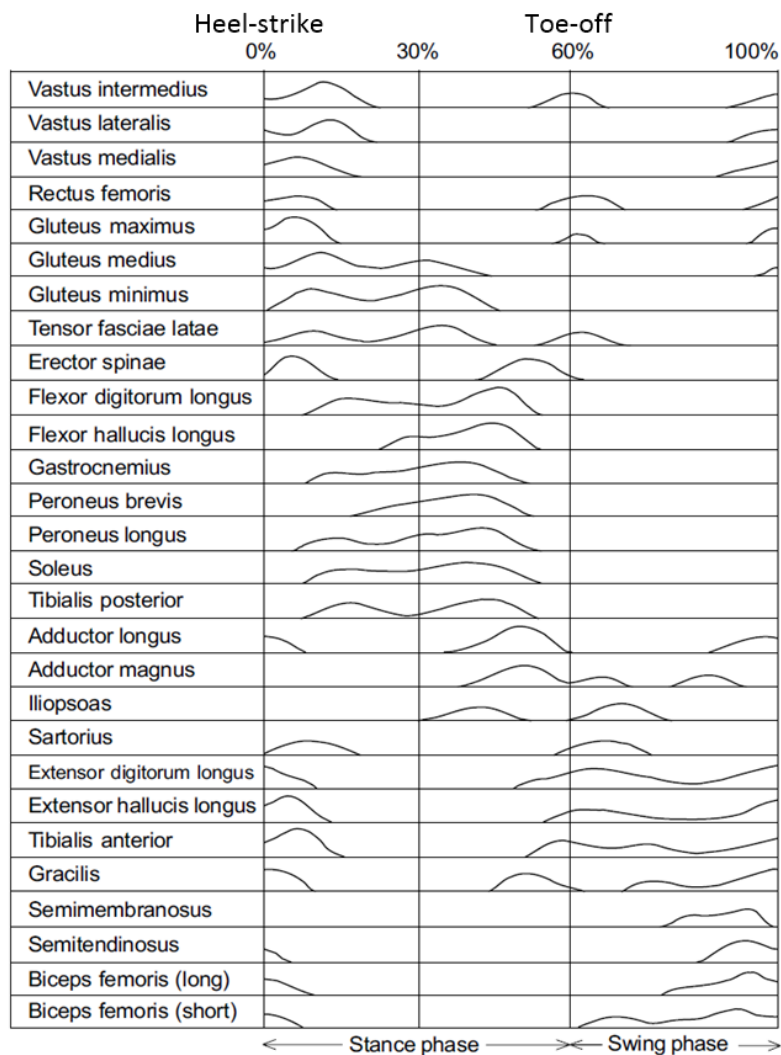 Heel-strike Toe-off
0% 30% 60% 100%
Vastus intermedius
Vastus lateralis
Vastus medialis
Rectus femoris
Gluteus maximus
Gluteus medius
Gluteus minimus
Tensor fasciae latae
Erector spinae
Flexor digitorum longus
Flexor hallucis longus
Gastrocnemius
Peroneus brevis
Peroneus longus
Soleus
Tibialis posterior
Adductor longus
Adductor magnus
Iliopsoas
Sartorius
Extensor digitorum longus
Extensor hallucis longus
Tibialis anterior
Gracilis
Semimembranosus
Semitendinosus
Biceps femoris (long)
Biceps femoris (short)
Stance phase Swing phase